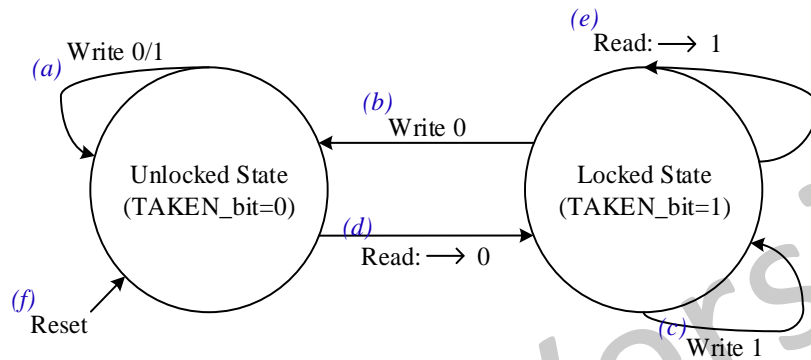 (e)
(a) Write 0/1
Read: → 1
(b)
Write 0
Unlocked State
(TAKEN_bit=0)
Locked State
(TAKEN_bit=1)
(d)
Read: → 0
(f)
Reset
(c)
Write 1